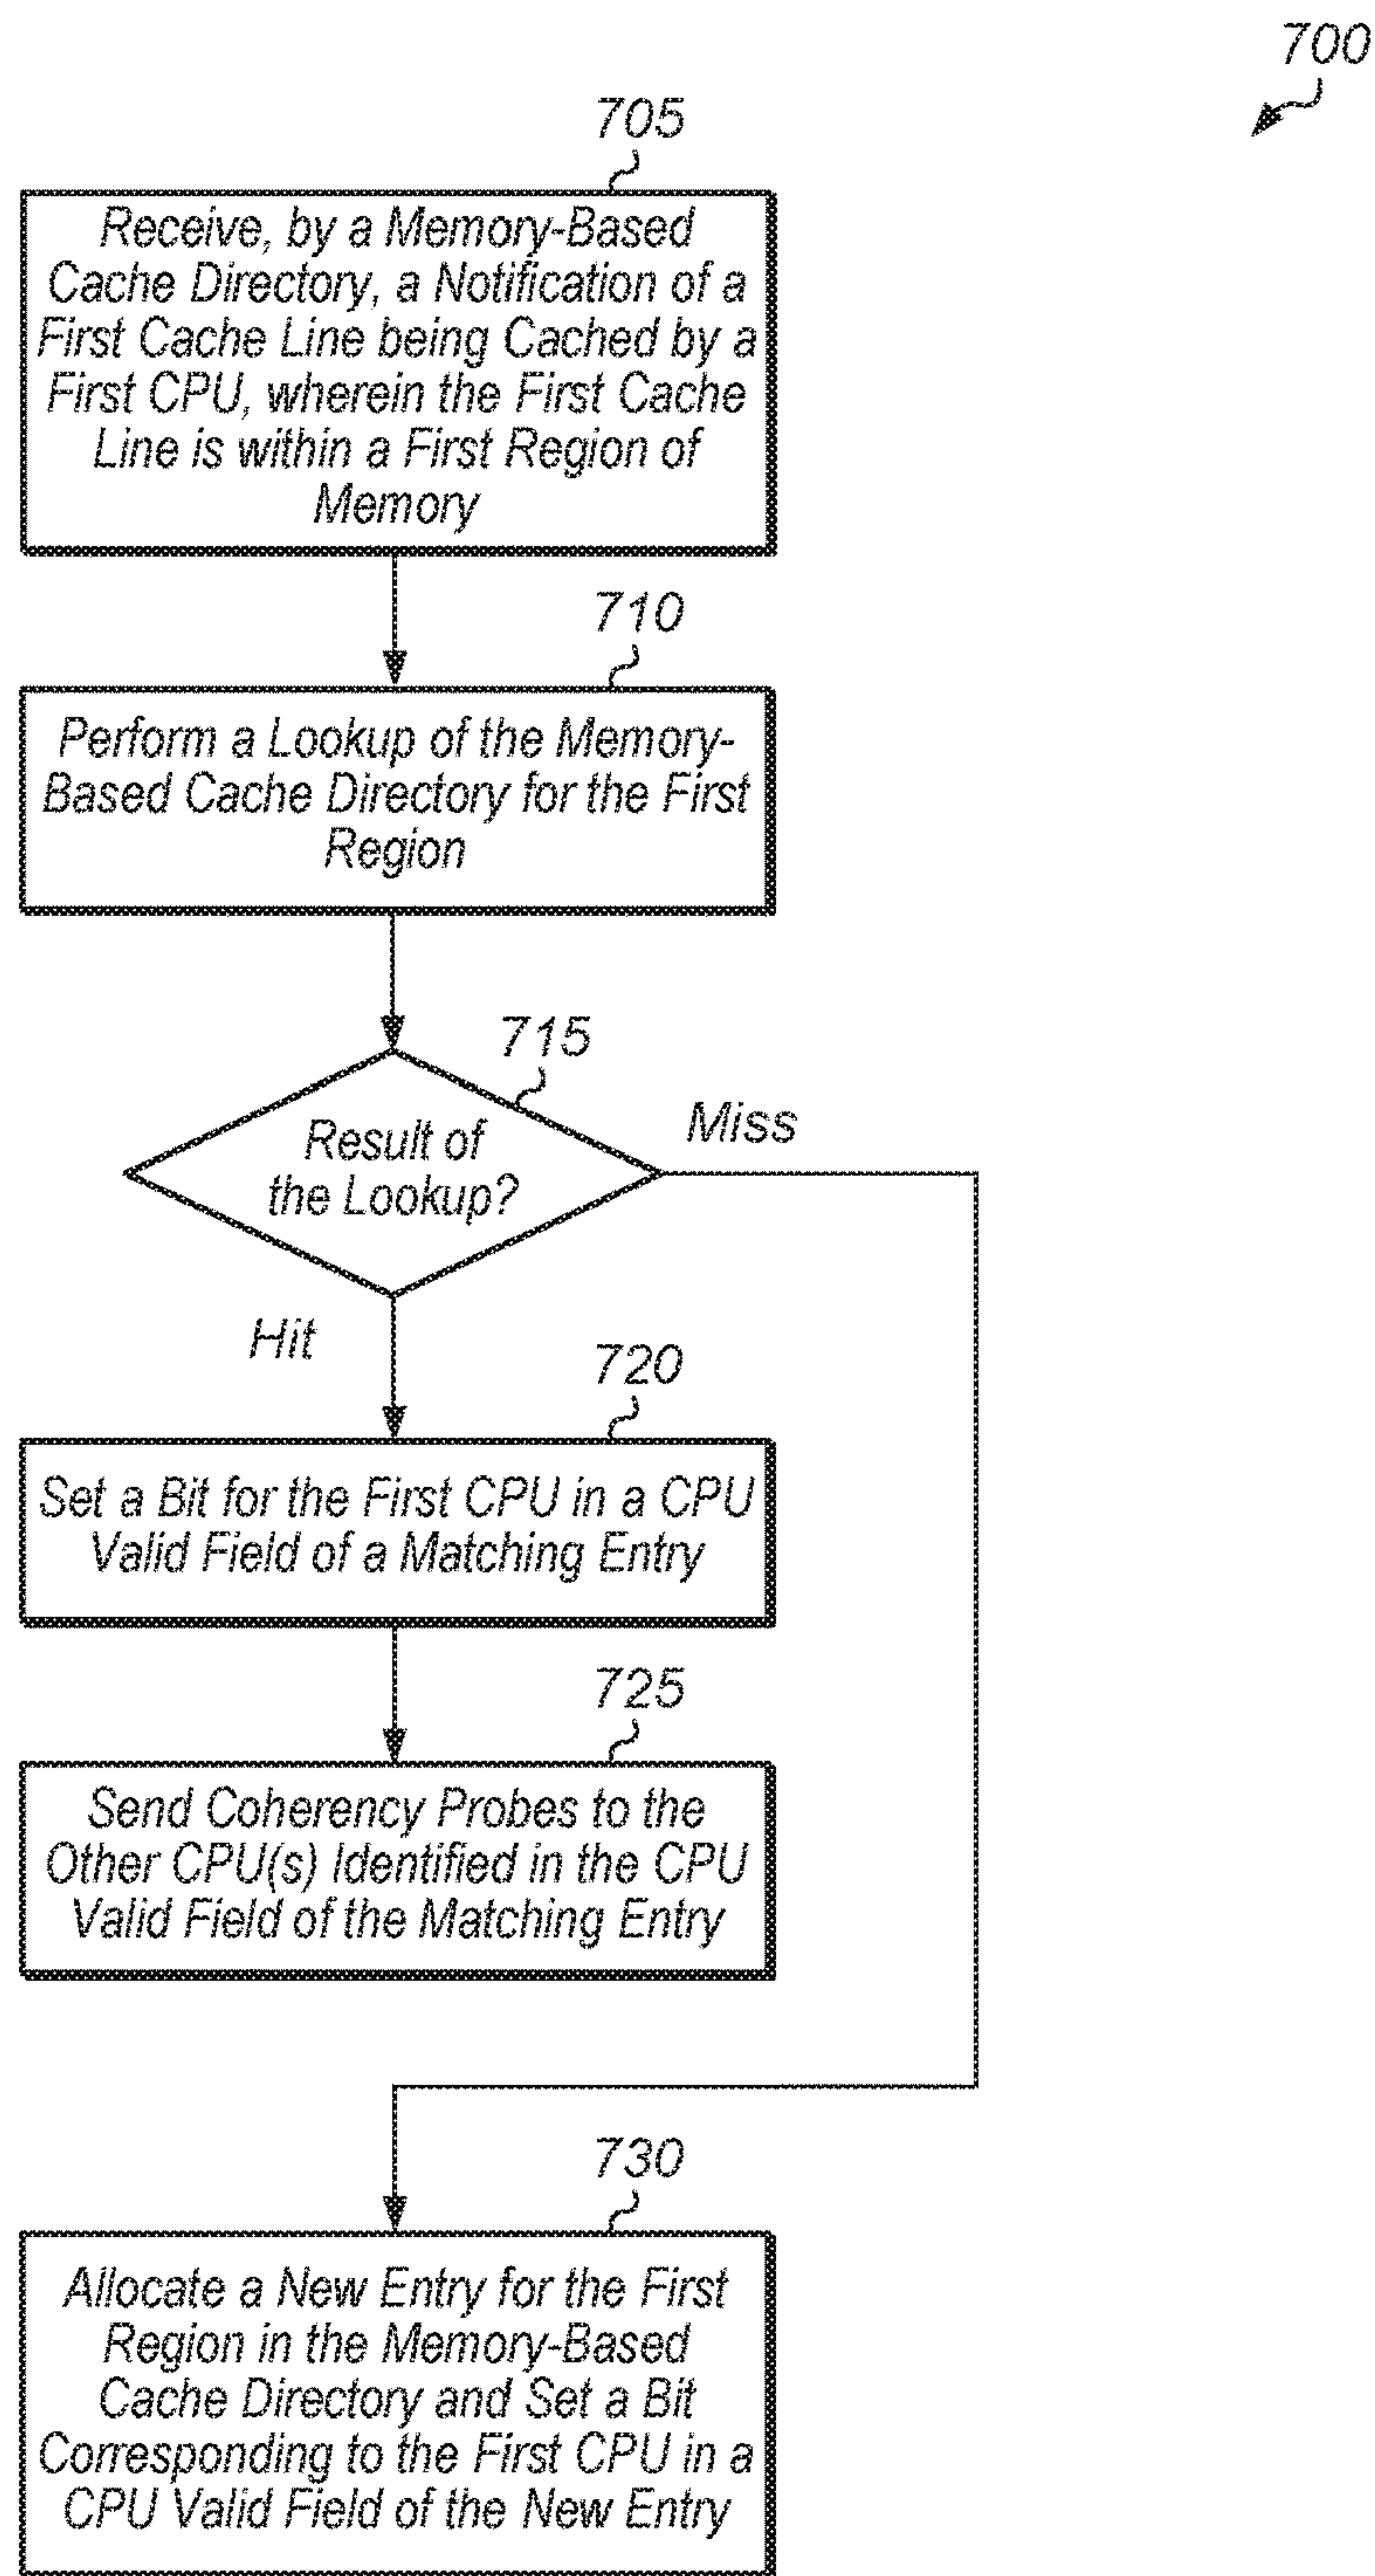 700
705
Receive, by a Memory-Based
Cache Directory, a Notification of a
First Cache Line being Cached by a
First CPU, wherein the First Cache
Line is within a First Region of
Memory
710
Perform a Lookup of the Memory-
Based Cache Directory for the First
Region
715
Result of
the Lookup?
Miss
Hit
720
Set a Bit for the First CPU in a CPU
Valid Field of a Matching Entry
725
Send Coherency Probes to the
Other CPU(s) Identified in the CPU
Valid Field of the Matching Entry
730
Allocate a New Entry for the First
Region in the Memory-Based
Cache Directory and Set a Bit
Corresponding to the First CPU in a
CPU Valid Field of the New Entry